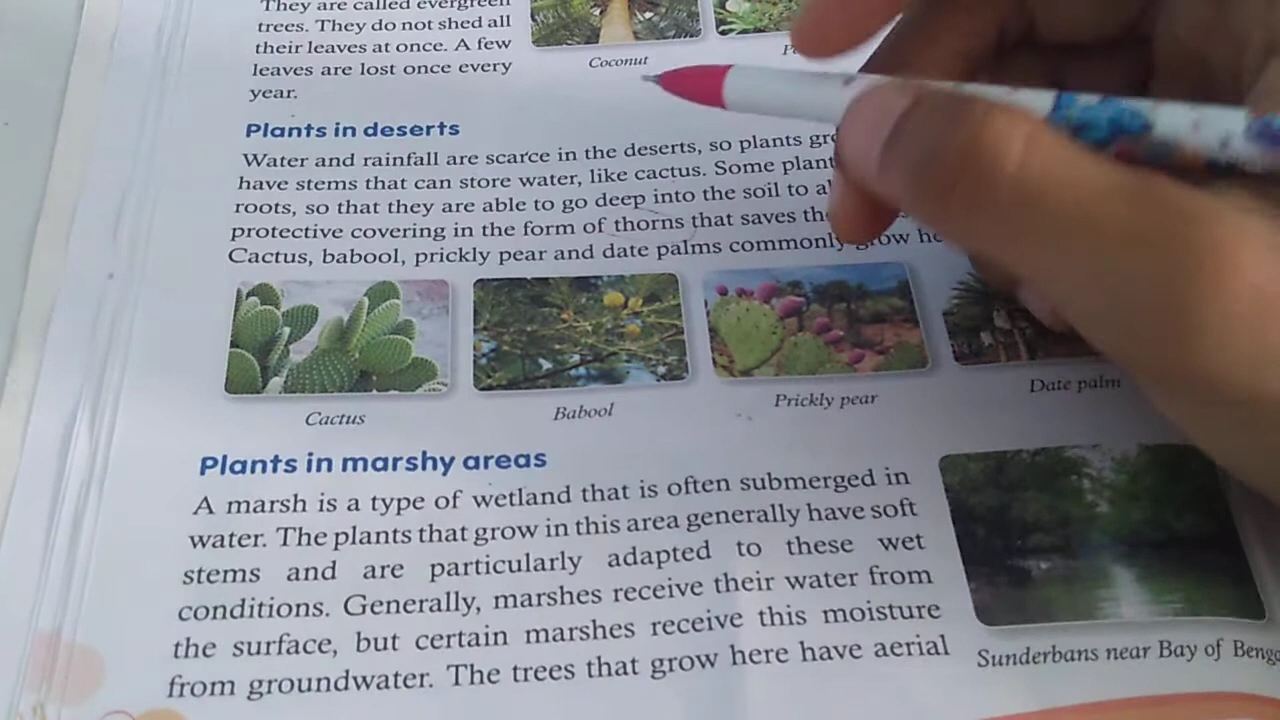 They are called evergreen
trees. They do not shed all
their leaves at once. A few
leaves are lost once every
year.
Coconut
Plants in deserts
Water and rainfall are scarce in the deserts, so plants
have stems that can store water, like cactus. Some
roots, so that they are able to go deep into the soil to
protective covering in the form of thorns that saves
Cactus, babool, prickly pear and date palms commonly grow
Cactus
Babool
Prickly pear
Date palm
Plants in marshy areas
A marsh is a type of wetland that is often submerged in
water. The plants that grow in this area generally have soft
stems and are particularly adapted to these wet
conditions. Generally, marshes receive their water from
the surface, but certain marshes receive this moisture
from groundwater. The trees that grow here have aerial
Sunderbans near Bay of